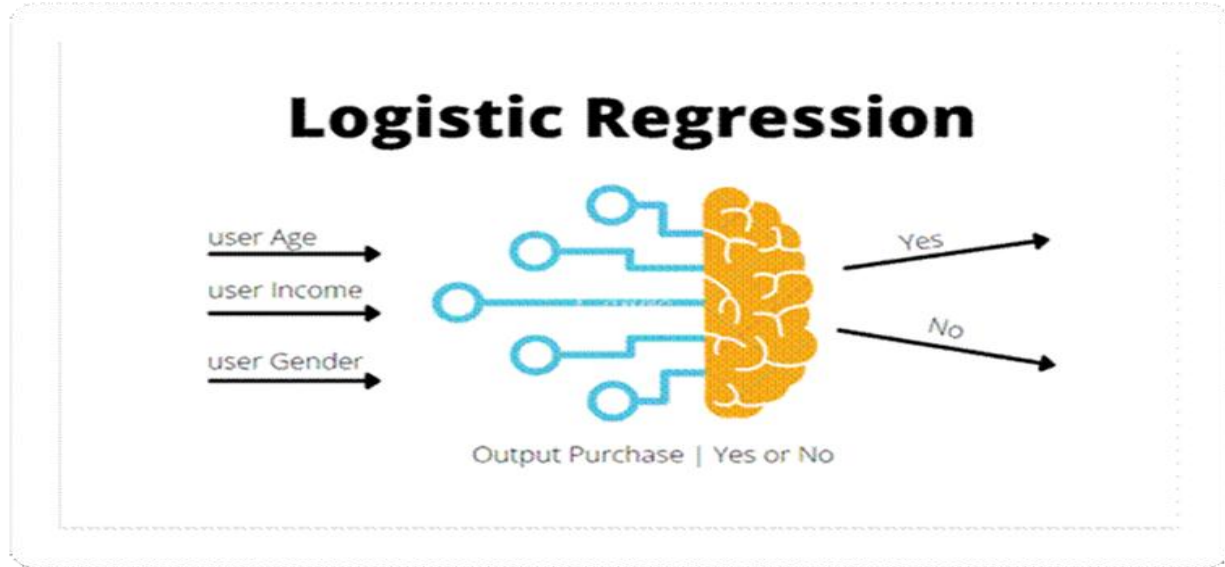 Logistic Regression
user Age
user Income
user Gender
Yes
No
Output Purchase | Yes or No